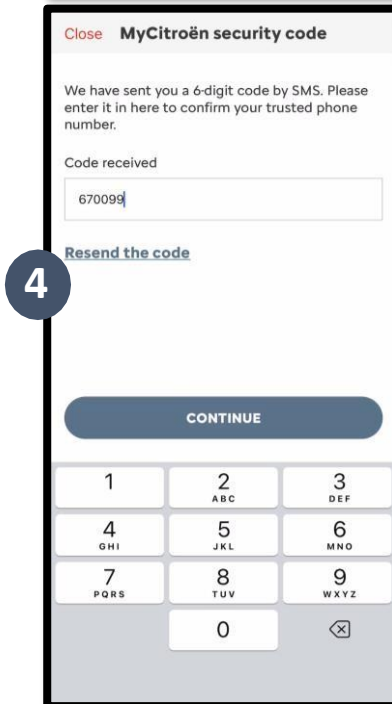 Close MyCitroën security code
We have sent you a 6-digit code by SMS. Please
enter it in here to confirm your trusted phone
number.
Code received
670099
Resend the code
4
CONTINUE
1 2 3
ABC DEF
4 5 6
GHI JKL MNO
7 8 9
PQRS TUV WXYZ
0